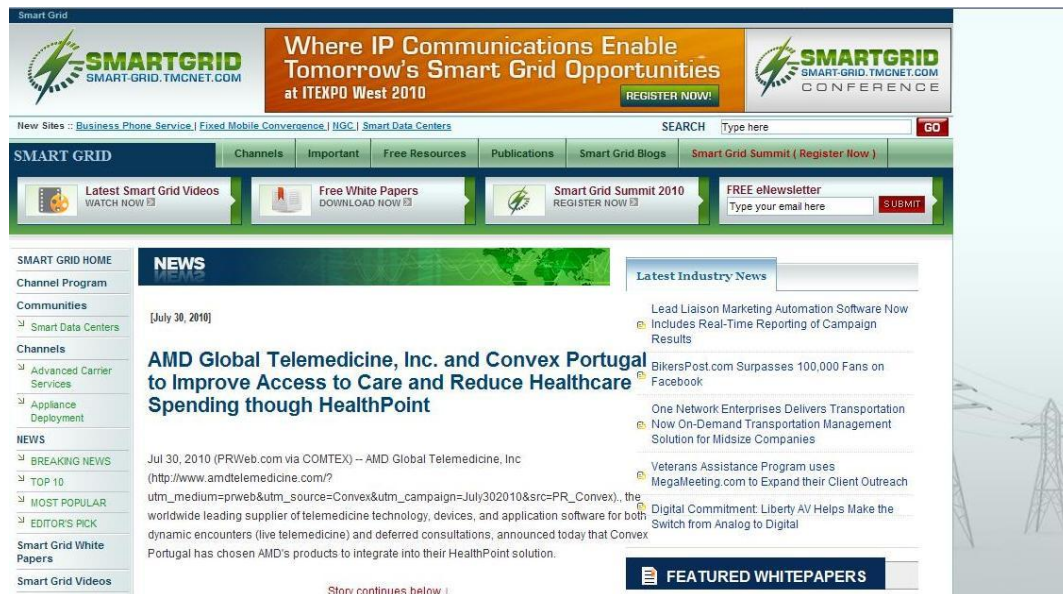 Smart Grid
SMARTGRID
SMART-GRID.TMCNET.COM
Where IP Communications Enable
Tomorrow's Smart Grid Opportunities
at ITEXPO West 2010
REGISTER NOW!
SMARTGRID
SMART-GRID.TMCNET.COM
CONFERENCE
New Sites :: Business Phone Service | Fixed Mobile Convergence | NGC | Smart Data Centers
SEARCH Type here GO
SMART GRID Channels Important Free Resources Publications Smart Grid Blogs Smart Grid Summit ( Register Now )
Latest Smart Grid Videos
WATCH NOW
Free White Papers
DOWNLOAD NOW
Smart Grid Summit 2010
REGISTER NOW
FREE eNewsletter
Type your email here SUBMIT
SMART GRID HOME
Channel Program
Communities
Smart Data Centers
Channels
Advanced Carrier
Services
Appliance
Deployment
NEWS
BREAKING NEWS
TOP 10
MOST POPULAR
EDITOR'S PICK
Smart Grid White
Papers
Smart Grid Videos
NEWS
[July 30, 2010]
AMD Global Telemedicine, Inc. and Convex Portugal
to Improve Access to Care and Reduce Healthcare
Spending though HealthPoint
Jul 30, 2010 (PRWeb.com via COMTEX) -- AMD Global Telemedicine, Inc
(http://www.amdtelemedicine.com/?
utm_medium=prweb&utm_source=Convex&utm_campaign=July302010&src=PR_Convex)., the
worldwide leading supplier of telemedicine technology, devices, and application software for both
dynamic encounters (live telemedicine) and deferred consultations, announced today that Convex
Portugal has chosen AMD's products to integrate into their HealthPoint solution.
Story continues below ↓
Latest Industry News
Lead Liaison Marketing Automation Software Now
Includes Real-Time Reporting of Campaign
Results
BikersPost.com Surpasses 100,000 Fans on
Facebook
One Network Enterprises Delivers Transportation
Now On-Demand Transportation Management
Solution for Midsize Companies
Veterans Assistance Program uses
MegaMeeting.com to Expand their Client Outreach
Digital Commitment: Liberty AV Helps Make the
Switch from Analog to Digital
FEATURED WHITEPAPERS